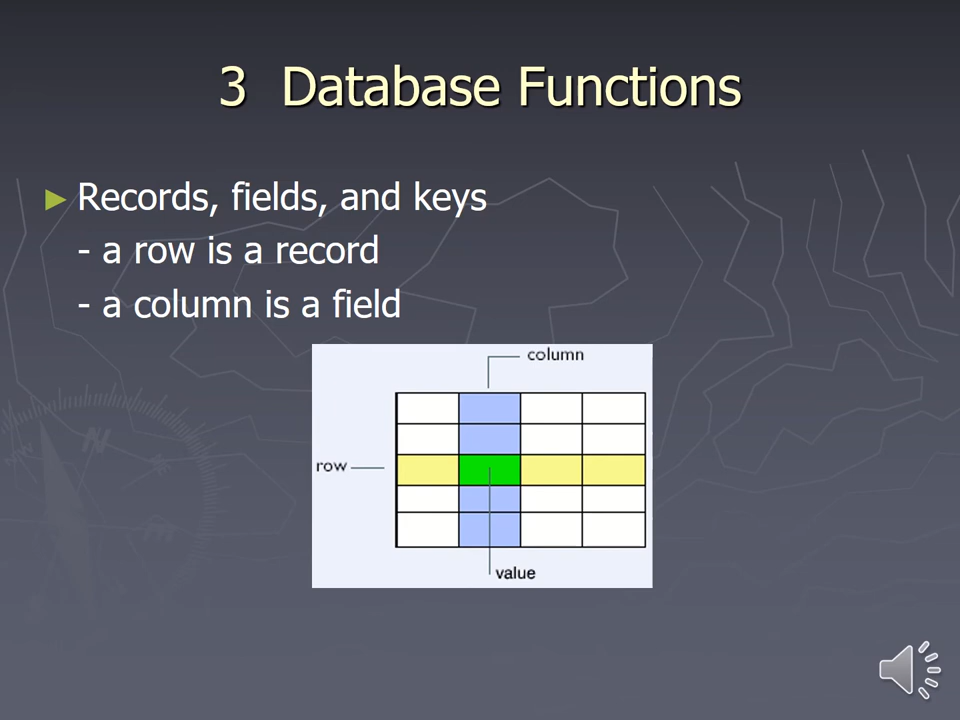 3 Database Functions
► Records, fields, and keys
- a row is a record
- a column is a field
column
row
value
N